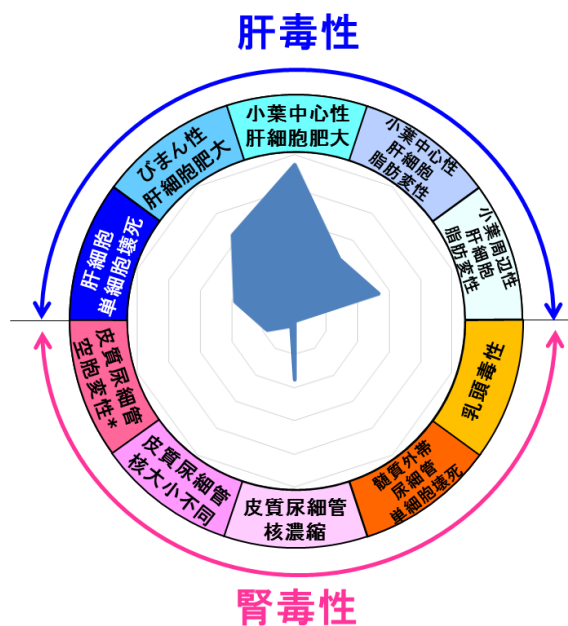 肝毒性
小葉中心性
肝細胞肥大
小葉中心性
肝細胞
脂肪変性
小葉周辺性
肝細胞
脂肪変性
乳頭毒性
髄質外帯
尿細管
単細胞壊死
皮質尿細管
核濃縮
皮質尿細管
核大小不同
皮質尿細管
空胞変性*
肝細胞
単細胞壊死
びまん性
肝細胞肥大
腎毒性